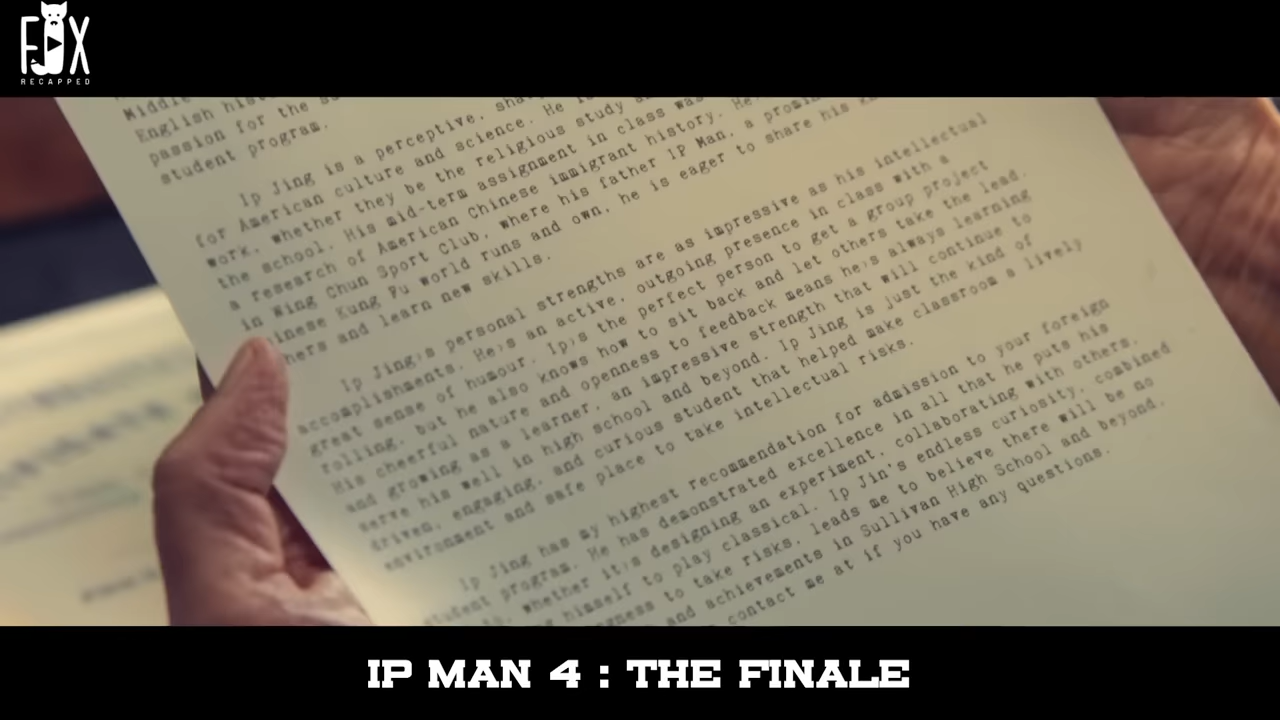 FOX
RECAPPED
Middle
English
passion for the
student program.
Ip Jing is a perceptive,
for American culture and science. He
work, whether they be the religious study
the school. His mid-term assignment in class was
a research of American Chinese immigrant history. He
in Wing Chun Sport Club, where his father IP Man, a
Kung Fu world runs and own, he is eager to share his
and learn new skills.
Ip Jing's personal strengths are as impressive as his intellectual
accomplishments. He's an active, outgoing presence in class with a
great sense of humour. Ip's the perfect person to get a group project
rolling, but he also knows how to sit back and let others take the lead.
His cheerful nature and openness to feedback means he's always learning
and growing as a learner, an impressive strength that will continue to
serve his well in high school and beyond. Ip Jing is just the kind of
driven, engaging, and curious student that helped make classroom a lively
environment and safe place to take intellectual risks.
Ip Jing has my highest recommendation for admission to your foreign
student program. He has demonstrated excellence in all that he puts his
whether it's designing an experiment, collaborating with others,
himself to play classical. Ip Jin's endless curiosity, combined
to take risks, leads me to believe there will be no
and achievements in Sullivan High School and beyond.
contact me at if you have any questions.
IP MAN 4 : THE FINALE